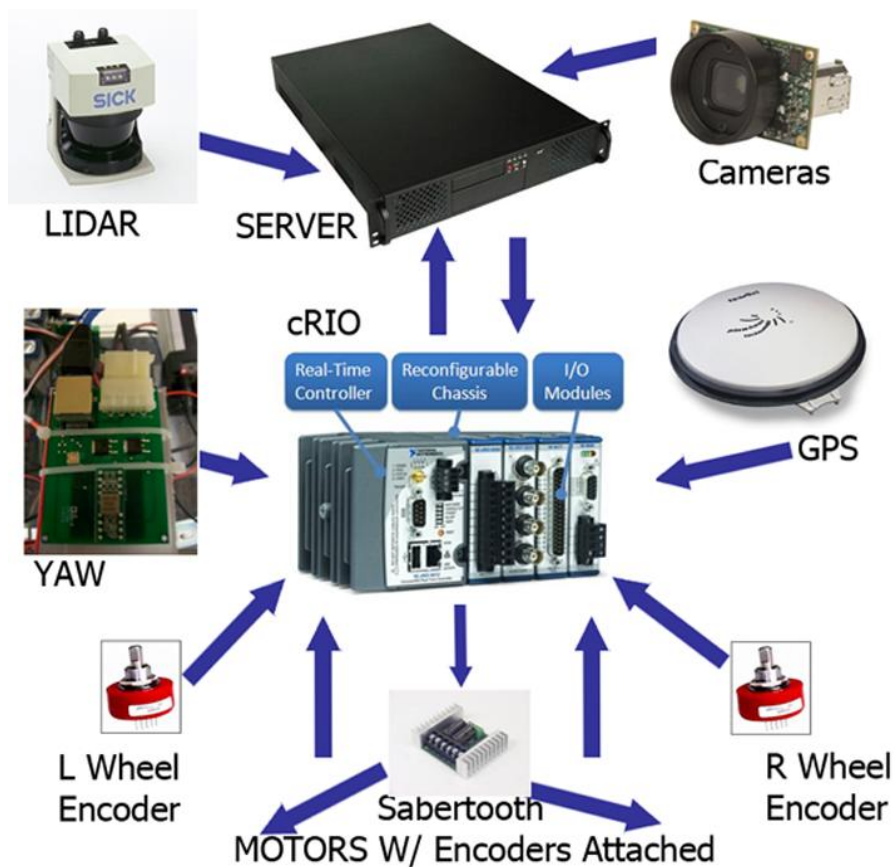 SICK
LIDAR
SERVER
Cameras
cRIO
Real-Time
Controller
Reconfigurable
Chassis
I/O
Modules
YAW
GPS
L Wheel
Encoder
Sabertooth
R Wheel
Encoder
MOTORS W/ Encoders Attached